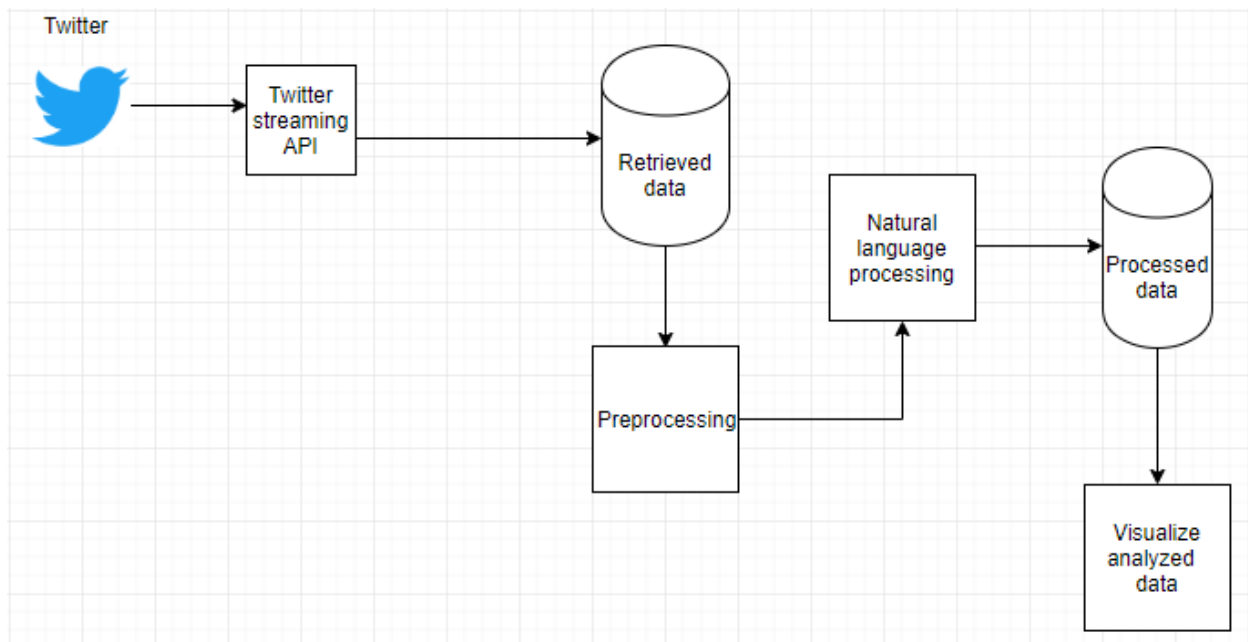 Twitter
Twitter
streaming
API
Retrieved
data
Preprocessing
Natural
language
processing
Processed
data
Visualize
analyzed
data